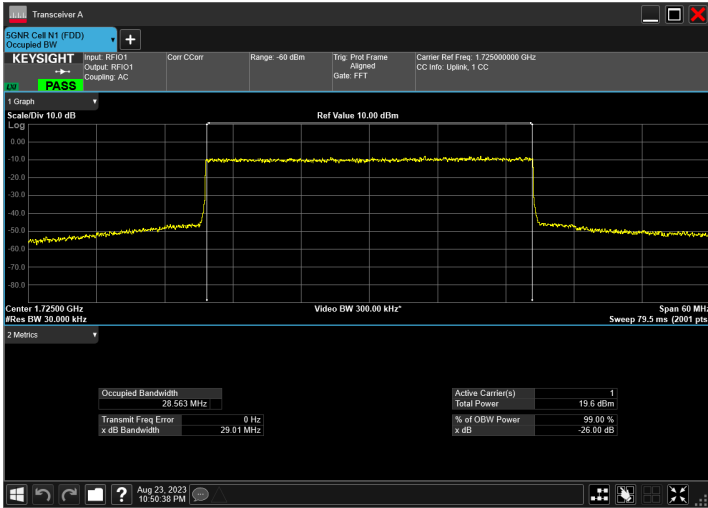 Transceiver A
5GNR Cell N1 (FDD)
Occupied BW
KEYSIGHT
PASS
Input: RFIO1
Output: RFIO1
Coupling: AC
Corr CCorr
Range: -60 dBm
Trig: Prot Frame
Aligned
Gate: FFT
Carrier Ref Freq: 1.725000000 GHz
CC Info: Uplink, 1 CC
1 Graph
Scale/Div 10.0 dB
Ref Value 10.00 dBm
Log
0.00
-10.0
-20.0
-30.0
-40.0
-50.0
-60.0
-70.0
-80.0
Center 1.72500 GHz
#Res BW 30.000 kHz
Video BW 300.00 kHz*
Span 60 MHz
Sweep 79.5 ms (2001 pts
2 Metrics
Occupied Bandwidth
28.563 MHz
Transmit Freq Error 0 Hz
x dB Bandwidth 29.01 MHz
Active Carrier(s) 1
Total Power 19.6 dBm
% of OBW Power 99.00 %
x dB -26.00 dB
?
Aug 23, 2023
10:50:38 PM